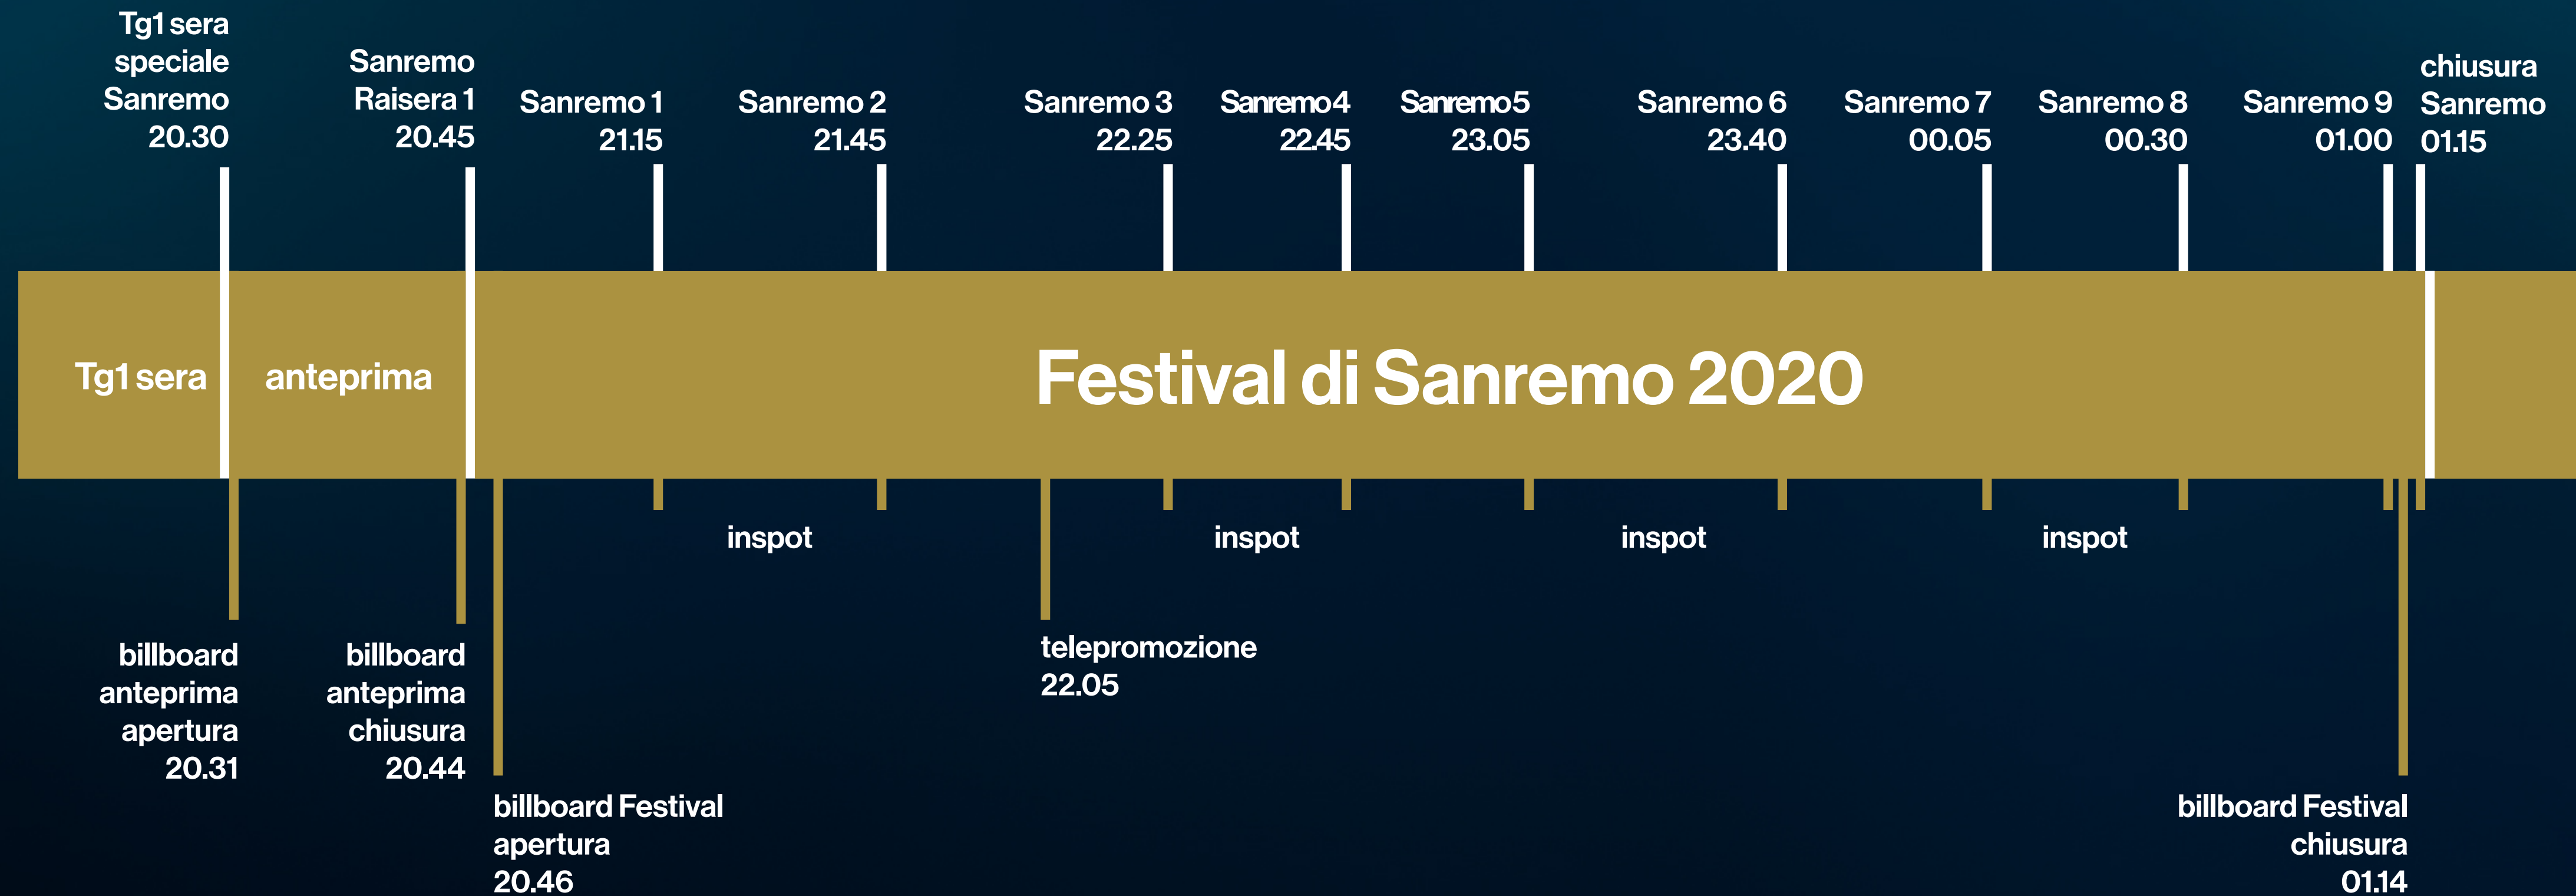 Tg1 sera
speciale
Sanremo
20.30
Sanremo
Raisera 1
20.45
Sanremo 1
21.15
Sanremo 2
21.45
Sanremo 3
22.25
Sanremo 4
22.45
Sanremo 5
23.05
Sanremo 6
23.40
Sanremo 7
00.05
Sanremo 8
00.30
Sanremo 9
01.00
chiusura
Sanremo
01.15
Tg1 sera
anteprima
Festival di Sanremo 2020
inspot
inspot
inspot
inspot
billboard
anteprima
apertura
20.31
billboard
anteprima
chiusura
20.44
telepromozione
22.05
billboard Festival
apertura
20.46
billboard Festival
chiusura
01.14